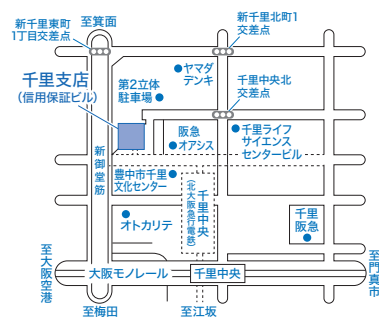 新千里東町
1丁目交差点
至箕面
新千里北町1
交差点
千里支店
(信用保証ビル)
第2立体
駐車場
ヤマダ
デンキ
千里中央北
交差点
阪急
オアシス
千里ライフ
サイエンス
センタービル
新御堂筋
豊中市千里
文化センター
千里中央
(北大阪急行電鉄)
オトカリテ
千里
阪急
至大阪空港
大阪モノレール
千里中央
至門真市
至梅田
至江坂